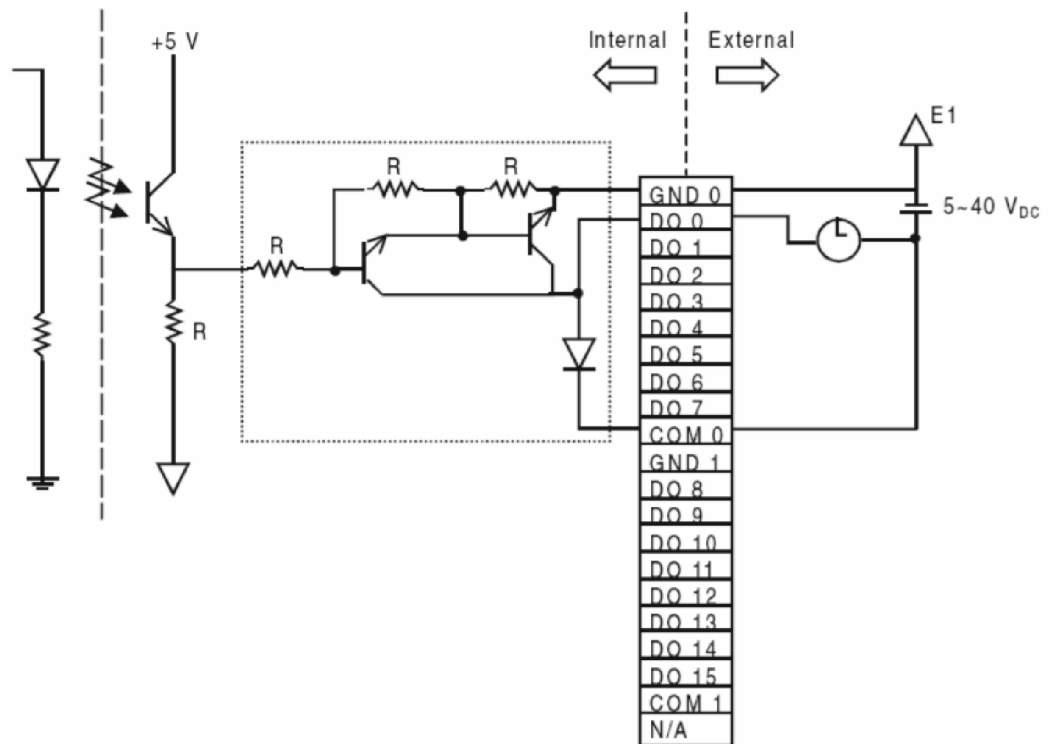 +5 V
Internal
External
E1
5~40 VDC
R
R
R
R
L
GND 0
DO 0
DO 1
DO 2
DO 3
DO 4
DO 5
DO 6
DO 7
COM 0
GND 1
DO 8
DO 9
DO 10
DO 11
DO 12
DO 13
DO 14
DO 15
COM 1
N/A